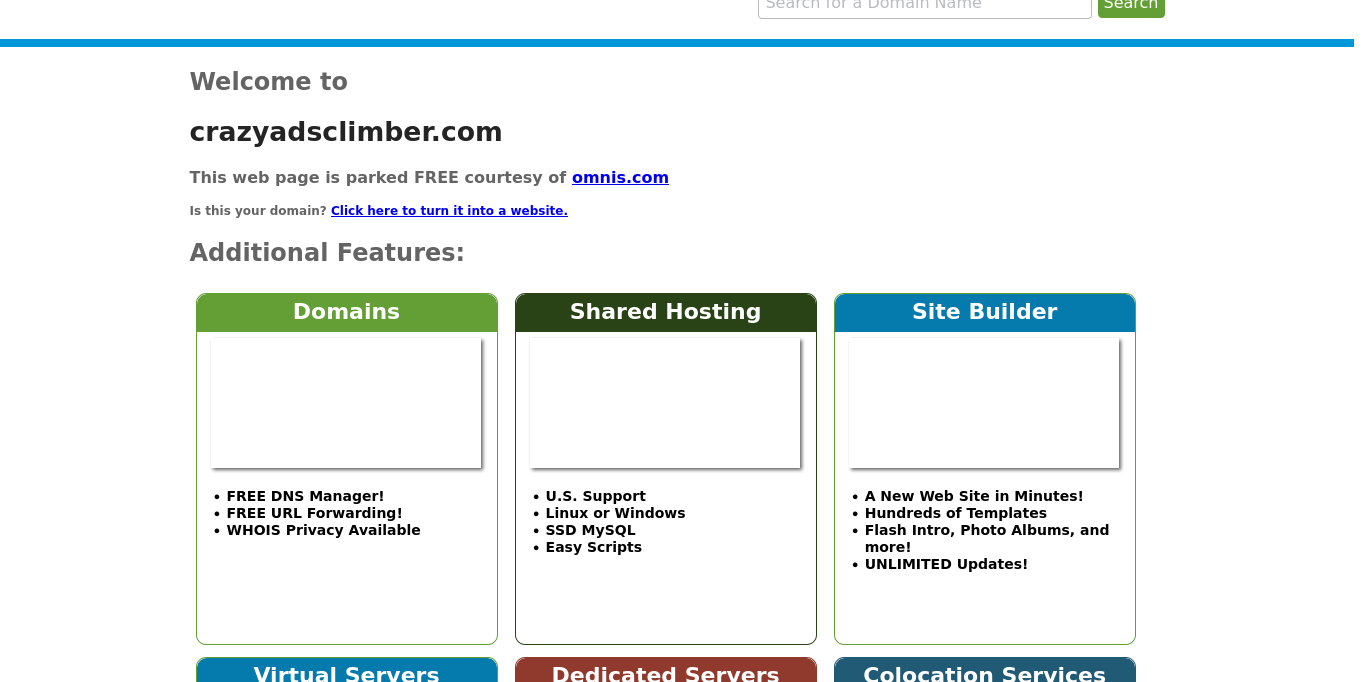 Search for a Domain Name
Search
Welcome to
crazyadsclimber.com
This web page is parked FREE courtesy of omnis.com
Is this your domain? Click here to turn it into a website.
Additional Features:
Domains
FREE DNS Manager!
FREE URL Forwarding!
WHOIS Privacy Available
Shared Hosting
U.S. Support
Linux or Windows
SSD MySQL
Easy Scripts
Site Builder
A New Web Site in Minutes!
Hundreds of Templates
Flash Intro, Photo Albums, and
more!
UNLIMITED Updates!
Virtual Servers
Dedicated Servers
Colocation Services